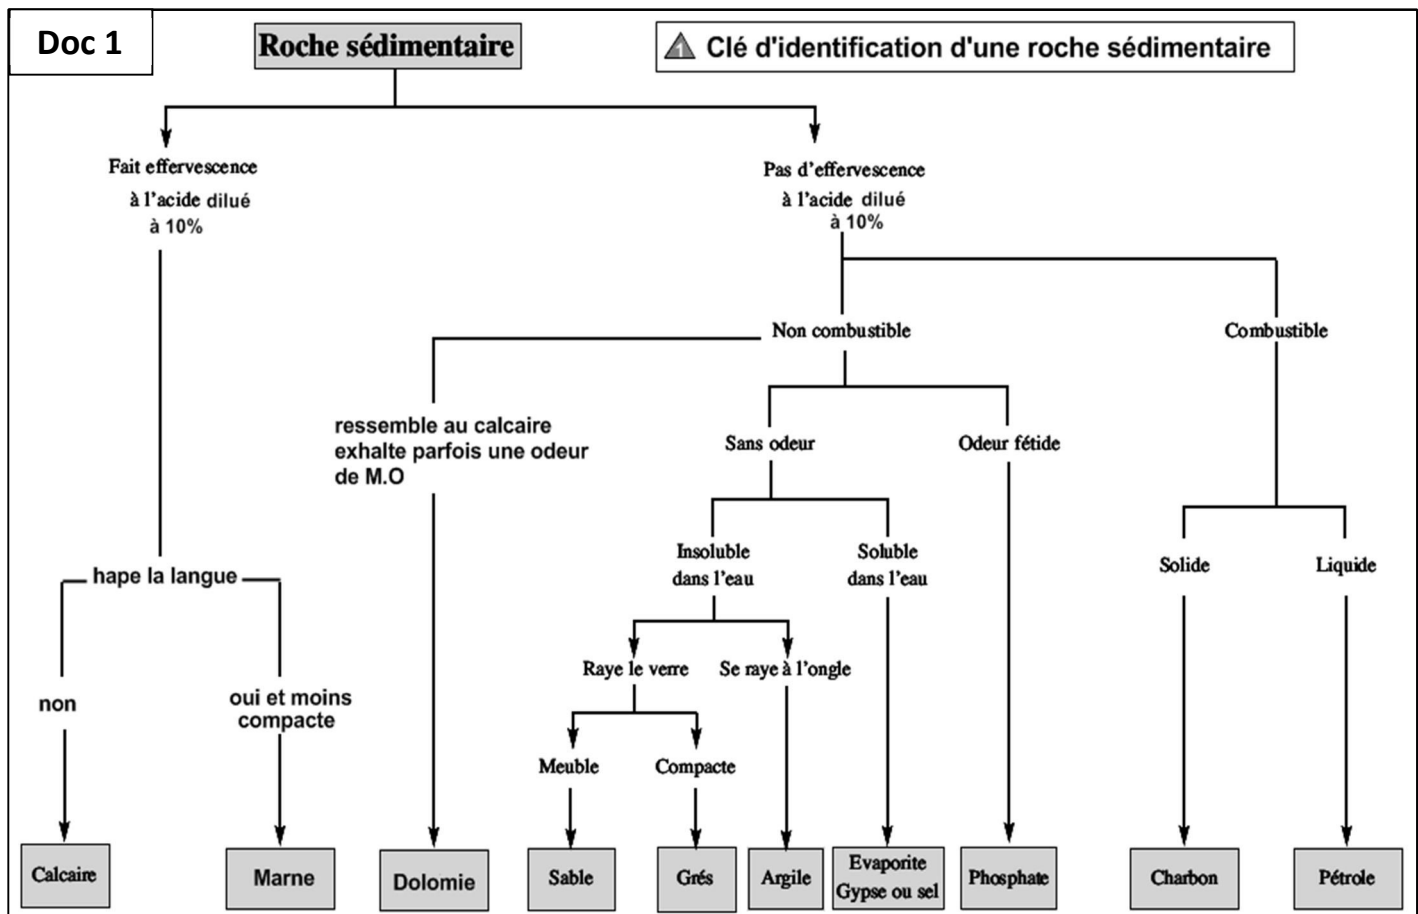 Doc 1
Roche sédimentaire
1 Clé d'identification d'une roche sédimentaire
Fait effervescence
à l'acide dilué
à 10%
Pas d'effervescence
à l'acide dilué
à 10%
Non combustible
Combustible
ressemble au calcaire
exhalte parfois une odeur
de M.O
Sans odeur
Odeur fétide
Insoluble
dans l'eau
Soluble
dans l'eau
Solide
Liquide
hape la langue
Raye le verre
Se raye à l'ongle
non
oui et moins
compacte
Meuble
Compacte
Calcaire
Marne
Dolomie
Sable
Grés
Argile
Evaporite
Gypse ou sel
Phosphate
Charbon
Pétrole